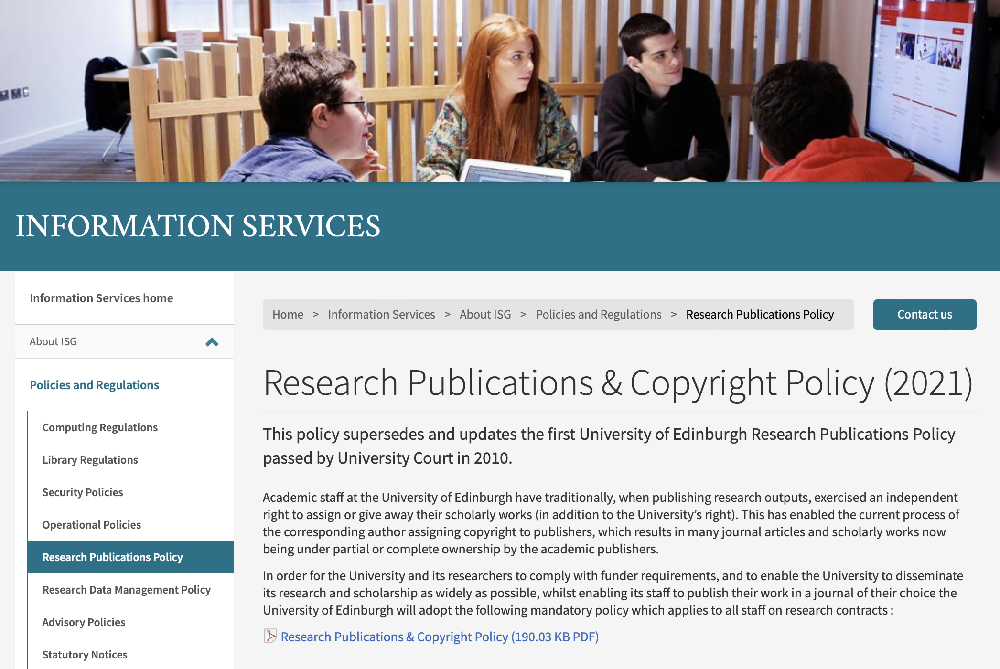 INFORMATION SERVICES
Information Services home
About ISG
Policies and Regulations
Computing Regulations
Library Regulations
Security Policies
Operational Policies
Research Publications Policy
Research Data Management Policy
Advisory Policies
Statutory Notices
Home > Information Services > About ISG > Policies and Regulations > Research Publications Policy
Contact us
Research Publications & Copyright Policy (2021)
This policy supersedes and updates the first University of Edinburgh Research Publications Policy
passed by University Court in 2010.
Academic staff at the University of Edinburgh have traditionally, when publishing research outputs, exercised an independent
right to assign or give away their scholarly works (in addition to the University’s right). This has enabled the current process of
the corresponding author assigning copyright to publishers, which results in many journal articles and scholarly works now
being under partial or complete ownership by the academic publishers.
In order for the University and its researchers to comply with funder requirements, and to enable the University to disseminate
its research and scholarship as widely as possible, whilst enabling its staff to publish their work in a journal of their choice the
University of Edinburgh will adopt the following mandatory policy which applies to all staff on research contracts :
Research Publications & Copyright Policy (190.03 KB PDF)